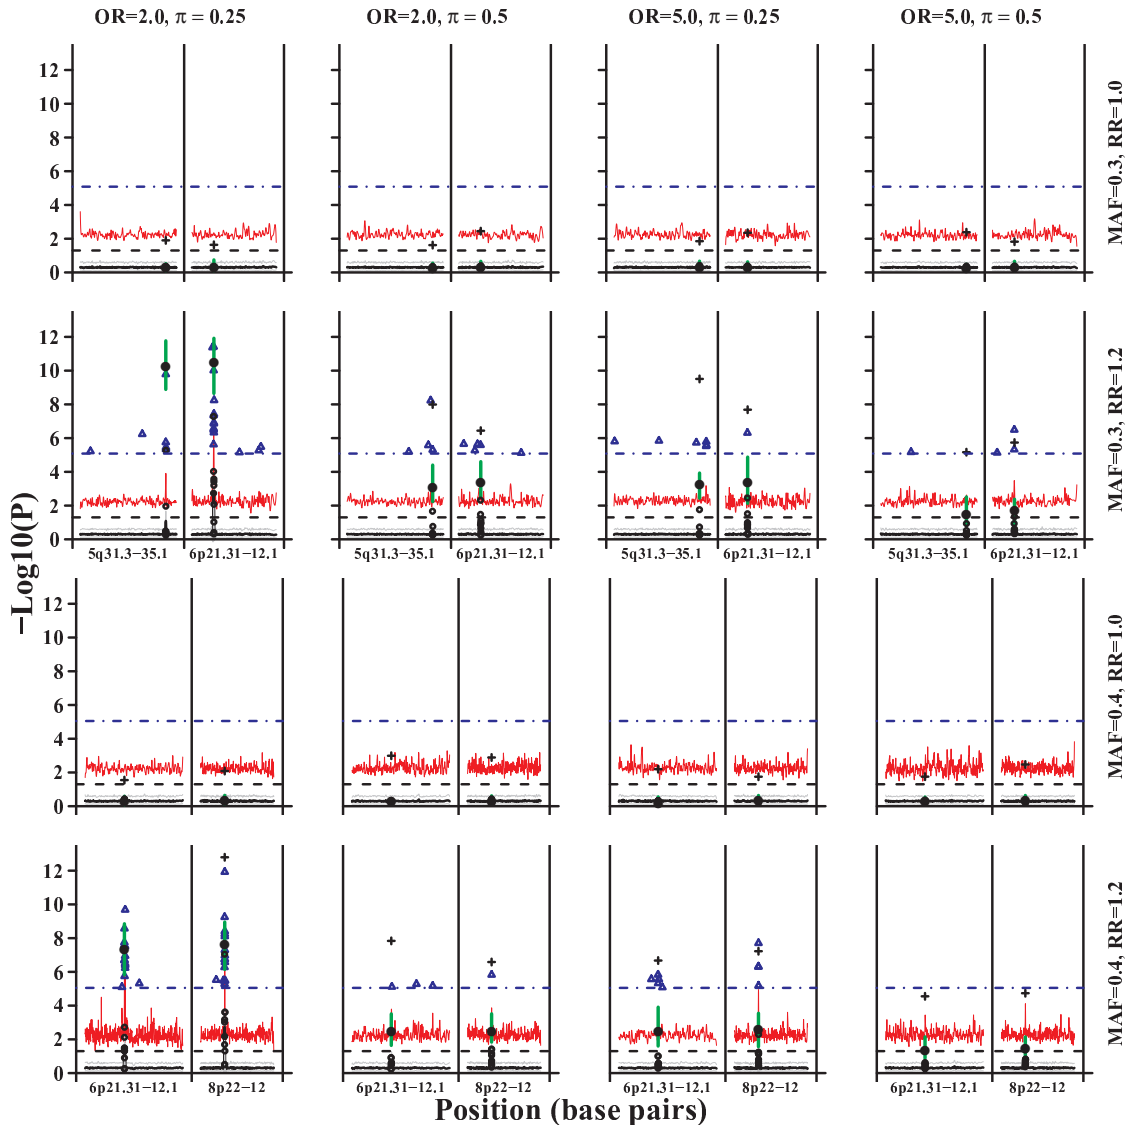 OR=2.0, π = 0.25
OR=2.0, π = 0.5
OR=5.0, π = 0.25
OR=5.0, π = 0.5
12
10
8
6
4
2
0
MAF=0.3, RR=1.0
12
10
8
6
4
2
0
5q31.3−35.1
6p21.31−12.1
5q31.3−35.1
6p21.31−12.1
5q31.3−35.1
6p21.31−12.1
5q31.3−35.1
6p21.31−12.1
MAF=0.3, RR=1.2
−Log10(P)
12
10
8
6
4
2
0
MAF=0.4, RR=1.0
12
10
8
6
4
2
0
6p21.31−12.1
8p22−12
6p21.31−12.1
8p22−12
6p21.31−12.1
8p22−12
6p21.31−12.1
8p22−12
MAF=0.4, RR=1.2
Position (base pairs)